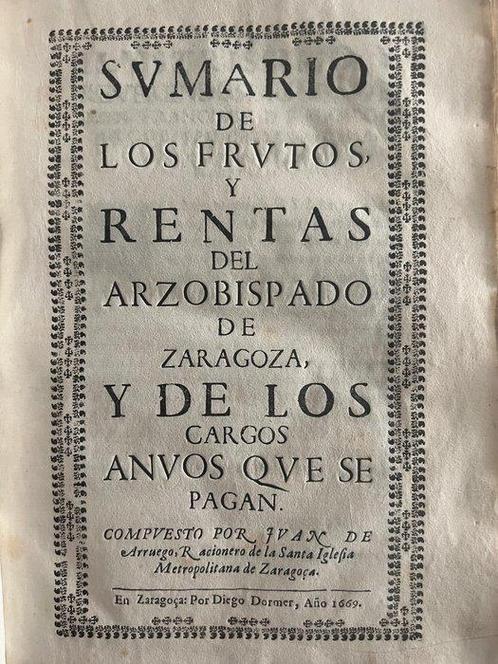 SVMARIO
DE
LOS FRVTOS,
Y
RENTAS
DEL
ARZOBISPADO
DE
ZARAGOZA,
Y DE LOS
CARGOS
ANVOS QVE SE
PAGAN.
COMPVESTO POR JVAN DE
Arruego, Racionero de la Santa Iglesia
Metropolitana de Zaragoça.
En Zaragoça: Por Diego Dormer, Año 1669.